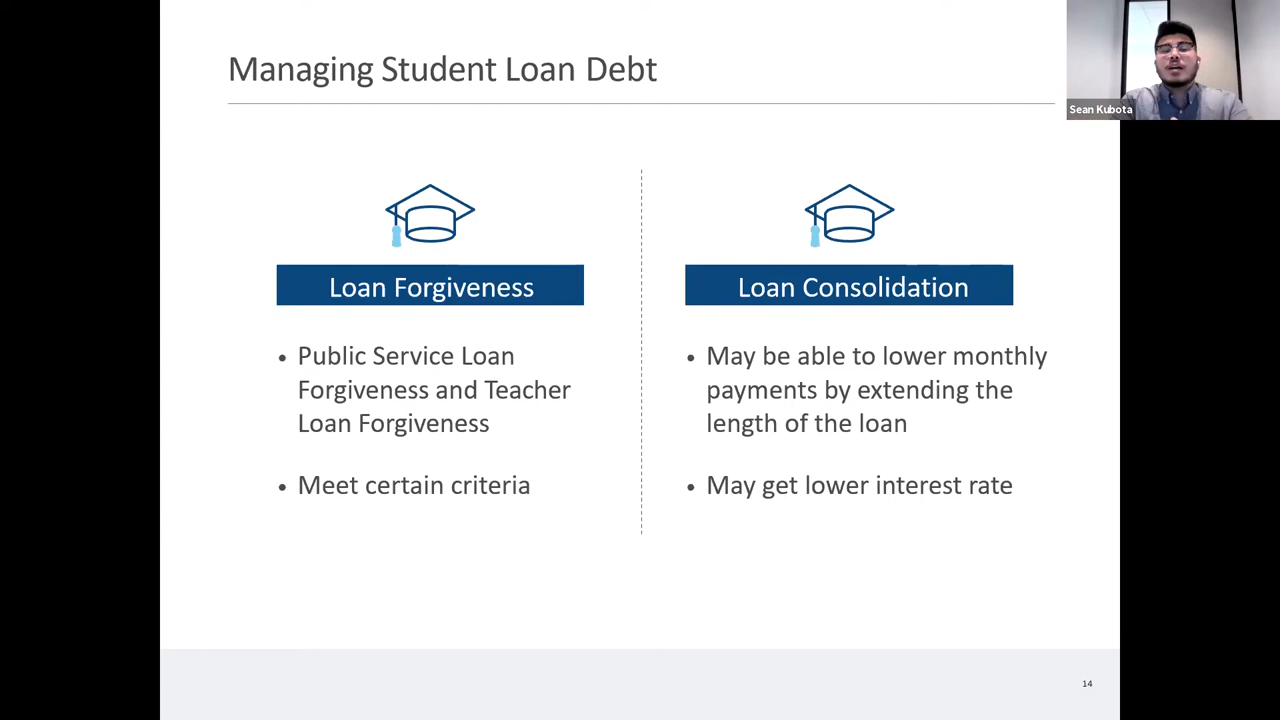 Managing Student Loan Debt
Sean Kubota
Loan Forgiveness
• Public Service Loan
Forgiveness and Teacher
Loan Forgiveness
• Meet certain criteria
Loan Consolidation
• May be able to lower monthly
payments by extending the
length of the loan
• May get lower interest rate
14